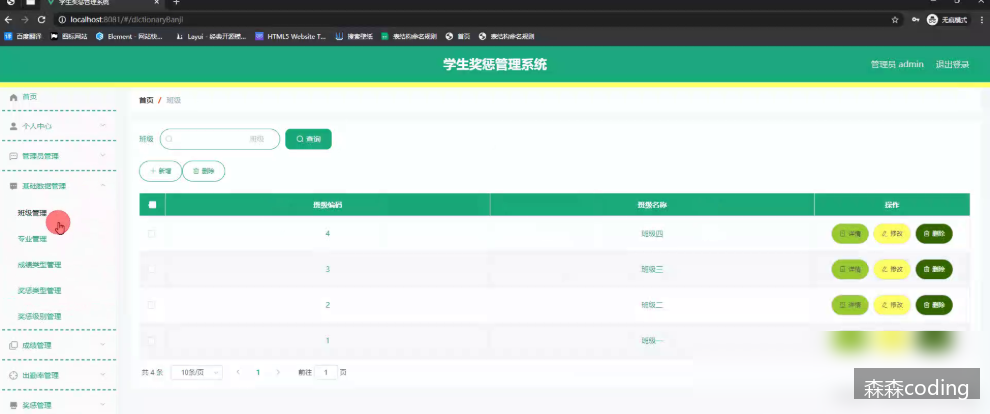 学生奖惩管理系统
localhost:8081/#/dictionaryBanji
无痕模式
百度翻译 图标网站 Element - 网站快... Layui - 经典开源模... HTML5 Website T... 搜索壁纸 表结构命名规则 首页 表结构命名规则
学生奖惩管理系统
管理员 admin 退出登录
首页
个人中心
管理员管理
基础数据管理
班级管理
专业管理
成绩类型管理
奖惩类型管理
奖惩级别管理
成绩管理
出勤率管理
奖惩管理
首页 / 班级
班级 班级 查询
新增 删除
班级编码 班级名称 操作
4 班级四 详情 修改 删除
3 班级三 详情 修改 删除
2 班级二 详情 修改 删除
1 班级一
共 4 条 10条/页 1 前往 1 页
森森coding